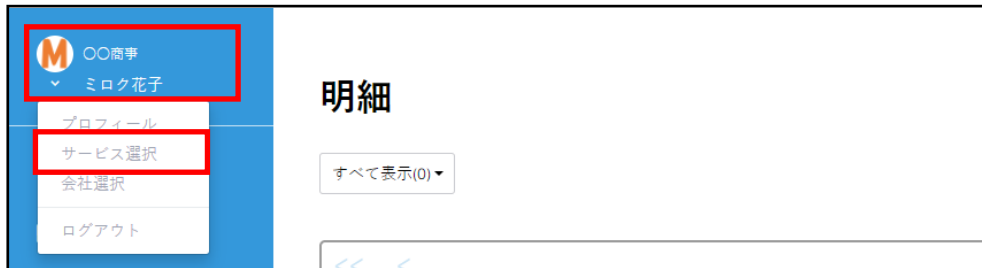 M 〇〇商事
ミロク花子
プロフィール
サービス選択
会社選択
ログアウト
明細
すべて表示(0)
<< <